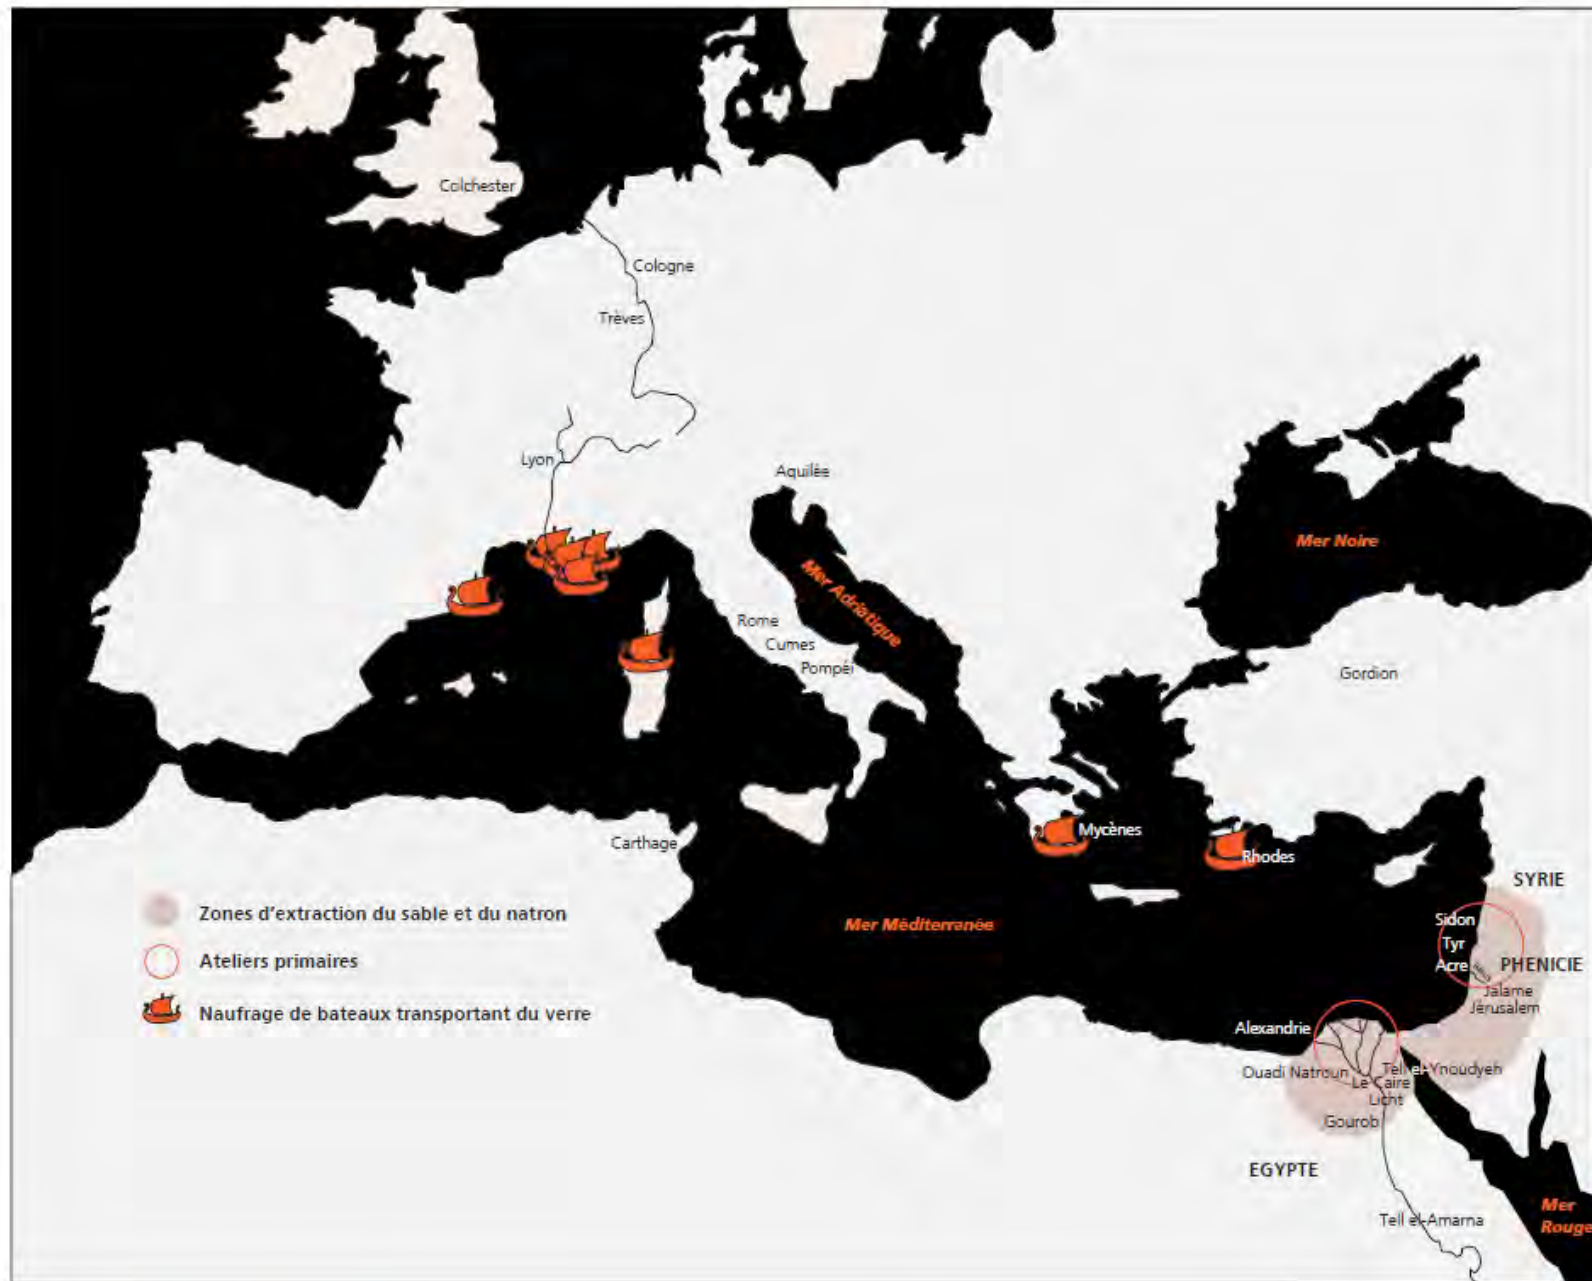 Colchester
Cologne
Trèves
Lyon
Aquilée
Mer Noire
Mer Adriatique
Rome
Cumes
Pompéi
Gordion
Carthage
Mycènes
Rhodes
SYRIE
Zones d'extraction du sable et du natron
Sidon
Mer Méditerranée
Tyr
Ateliers primaires
Acre
PHENICIE
Jalame
Jérusalem
Naufrage de bateaux transportant du verre
Alexandrie
Ouadi Natroun
Tell el-Ynoudyeh
Le Caire
Licht
Gourob
EGYPTE
Tell el-Amarna
Mer
Rouge